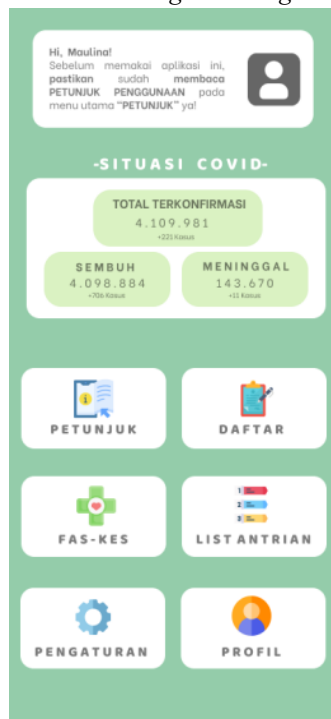 Hi, Maulina!
Sebelum memakai aplikasi ini,
pastikan sudah membaca
PETUNJUK PENGGUNAAN pada
menu utama "PETUNJUK" ya!
-SITUASI COVID-
TOTAL TERKONFIRMASI
4.109.981
+221 Kasus
SEMBUH
4.098.884
+706 Kasus
MENINGGAL
143.670
+11 Kasus
PETUNJUK
DAFTAR
FAS-KES
1
2
3
LIST ANTRIAN
PENGATURAN
PROFIL